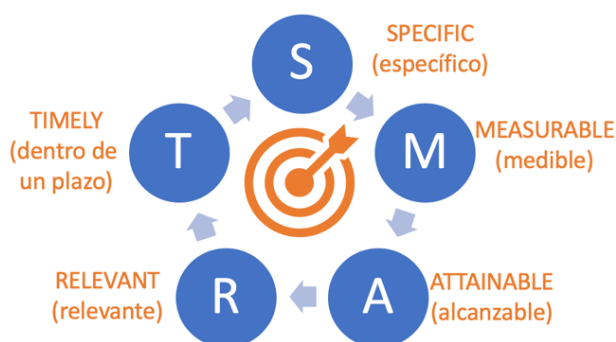 S
SPECIFIC
(específico)
M
MEASURABLE
(medible)
A
ATTAINABLE
(alcanzable)
R
RELEVANT
(relevante)
T
TIMELY
(dentro de
un plazo)